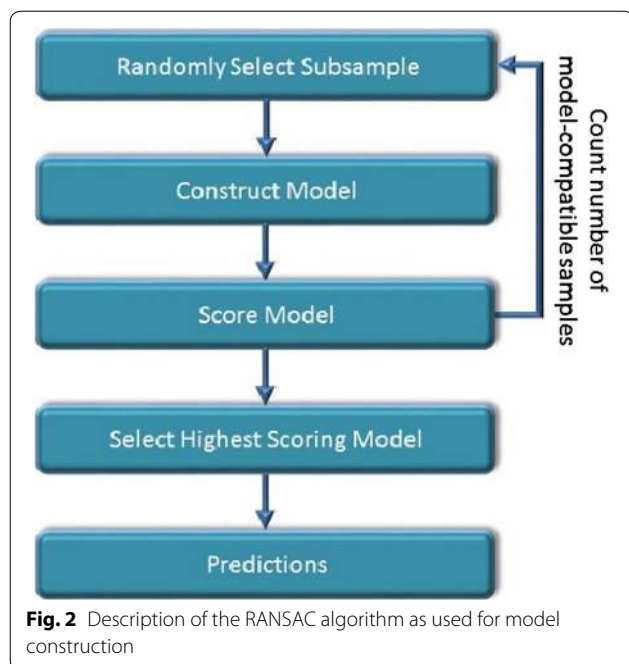 Randomly Select Subsample
Count number of
model-compatible samples
Construct Model
Score Model
Select Highest Scoring Model
Predictions
Fig. 2 Description of the RANSAC algorithm as used for model
construction